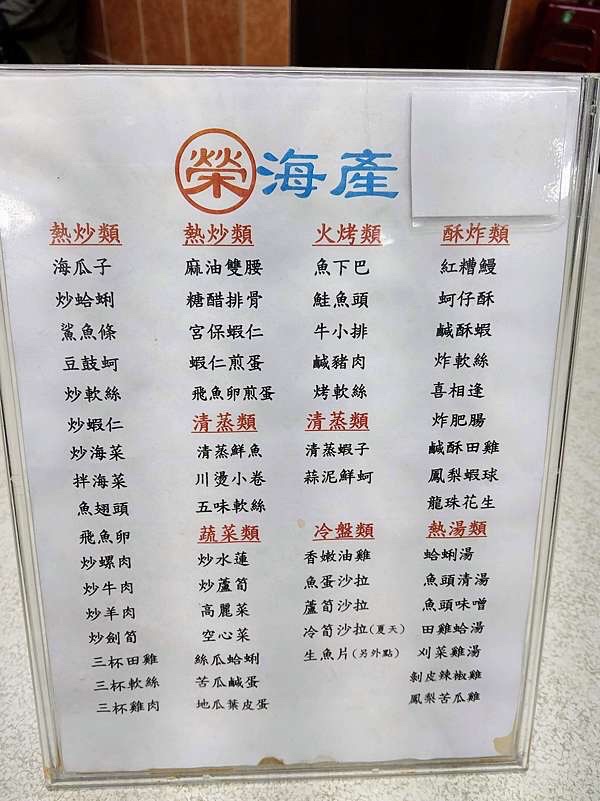 榮 海產
熱炒類
海瓜子
炒蛤蜊
鯊魚條
豆鼓蚵
炒軟絲
炒蝦仁
炒海菜
拌海菜
魚翅頭
飛魚卵
炒螺肉
炒牛肉
炒羊肉
炒劍筍
三杯田雞
三杯軟絲
三杯雞肉
熱炒類
麻油雙腰
糖醋排骨
宮保蝦仁
蝦仁煎蛋
飛魚卵煎蛋
清蒸類
清蒸鮮魚
川燙小卷
五味軟絲
蔬菜類
炒水蓮
炒蘆筍
高麗菜
空心菜
絲瓜蛤蜊
苦瓜鹹蛋
地瓜葉皮蛋
火烤類
魚下巴
鮭魚頭
牛小排
鹹豬肉
烤軟絲
清蒸類
清蒸蝦子
蒜泥鮮蚵
冷盤類
香嫩油雞
魚蛋沙拉
蘆筍沙拉
冷筍沙拉(夏天)
生魚片(另外點)
酥炸類
紅糟鰻
蚵仔酥
鹹酥蝦
炸軟絲
喜相逢
炸肥腸
鹹酥田雞
鳳梨蝦球
龍珠花生
熱湯類
蛤蜊湯
魚頭清湯
魚頭味噌
田雞蛤湯
刈菜雞湯
剝皮辣椒雞
鳳梨苦瓜雞